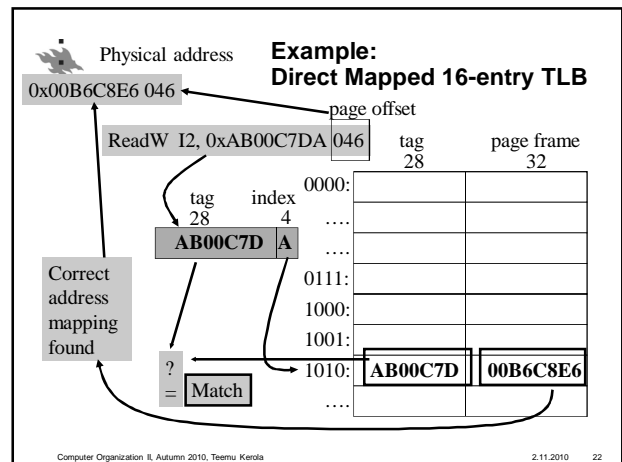 Physical address
Example:
Direct Mapped 16-entry TLB
0x00B6C8E6 046
page offset
ReadW I2, 0xAB00C7DA 046
tag
28
page frame
32
0000:
tag
28
index
4
....
AB00C7D A
....
0111:
Correct
address
mapping
found
1000:
1001:
?
=
Match
1010: AB00C7D 00B6C8E6
....
Computer Organization II, Autumn 2010, Teemu Kerola
2.11.2010 22